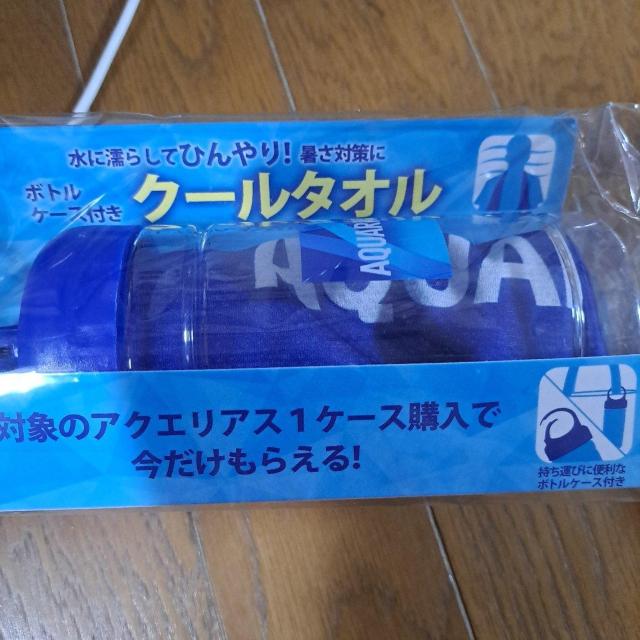 水に濡らしてひんやり！暑さ対策に
ボトル
ケース付き
クールタオル
AQUAR
AQUA
対象のアクエリアス１ケース購入で
今だけもらえる！
持ち運びに便利な
ボトルケース付き